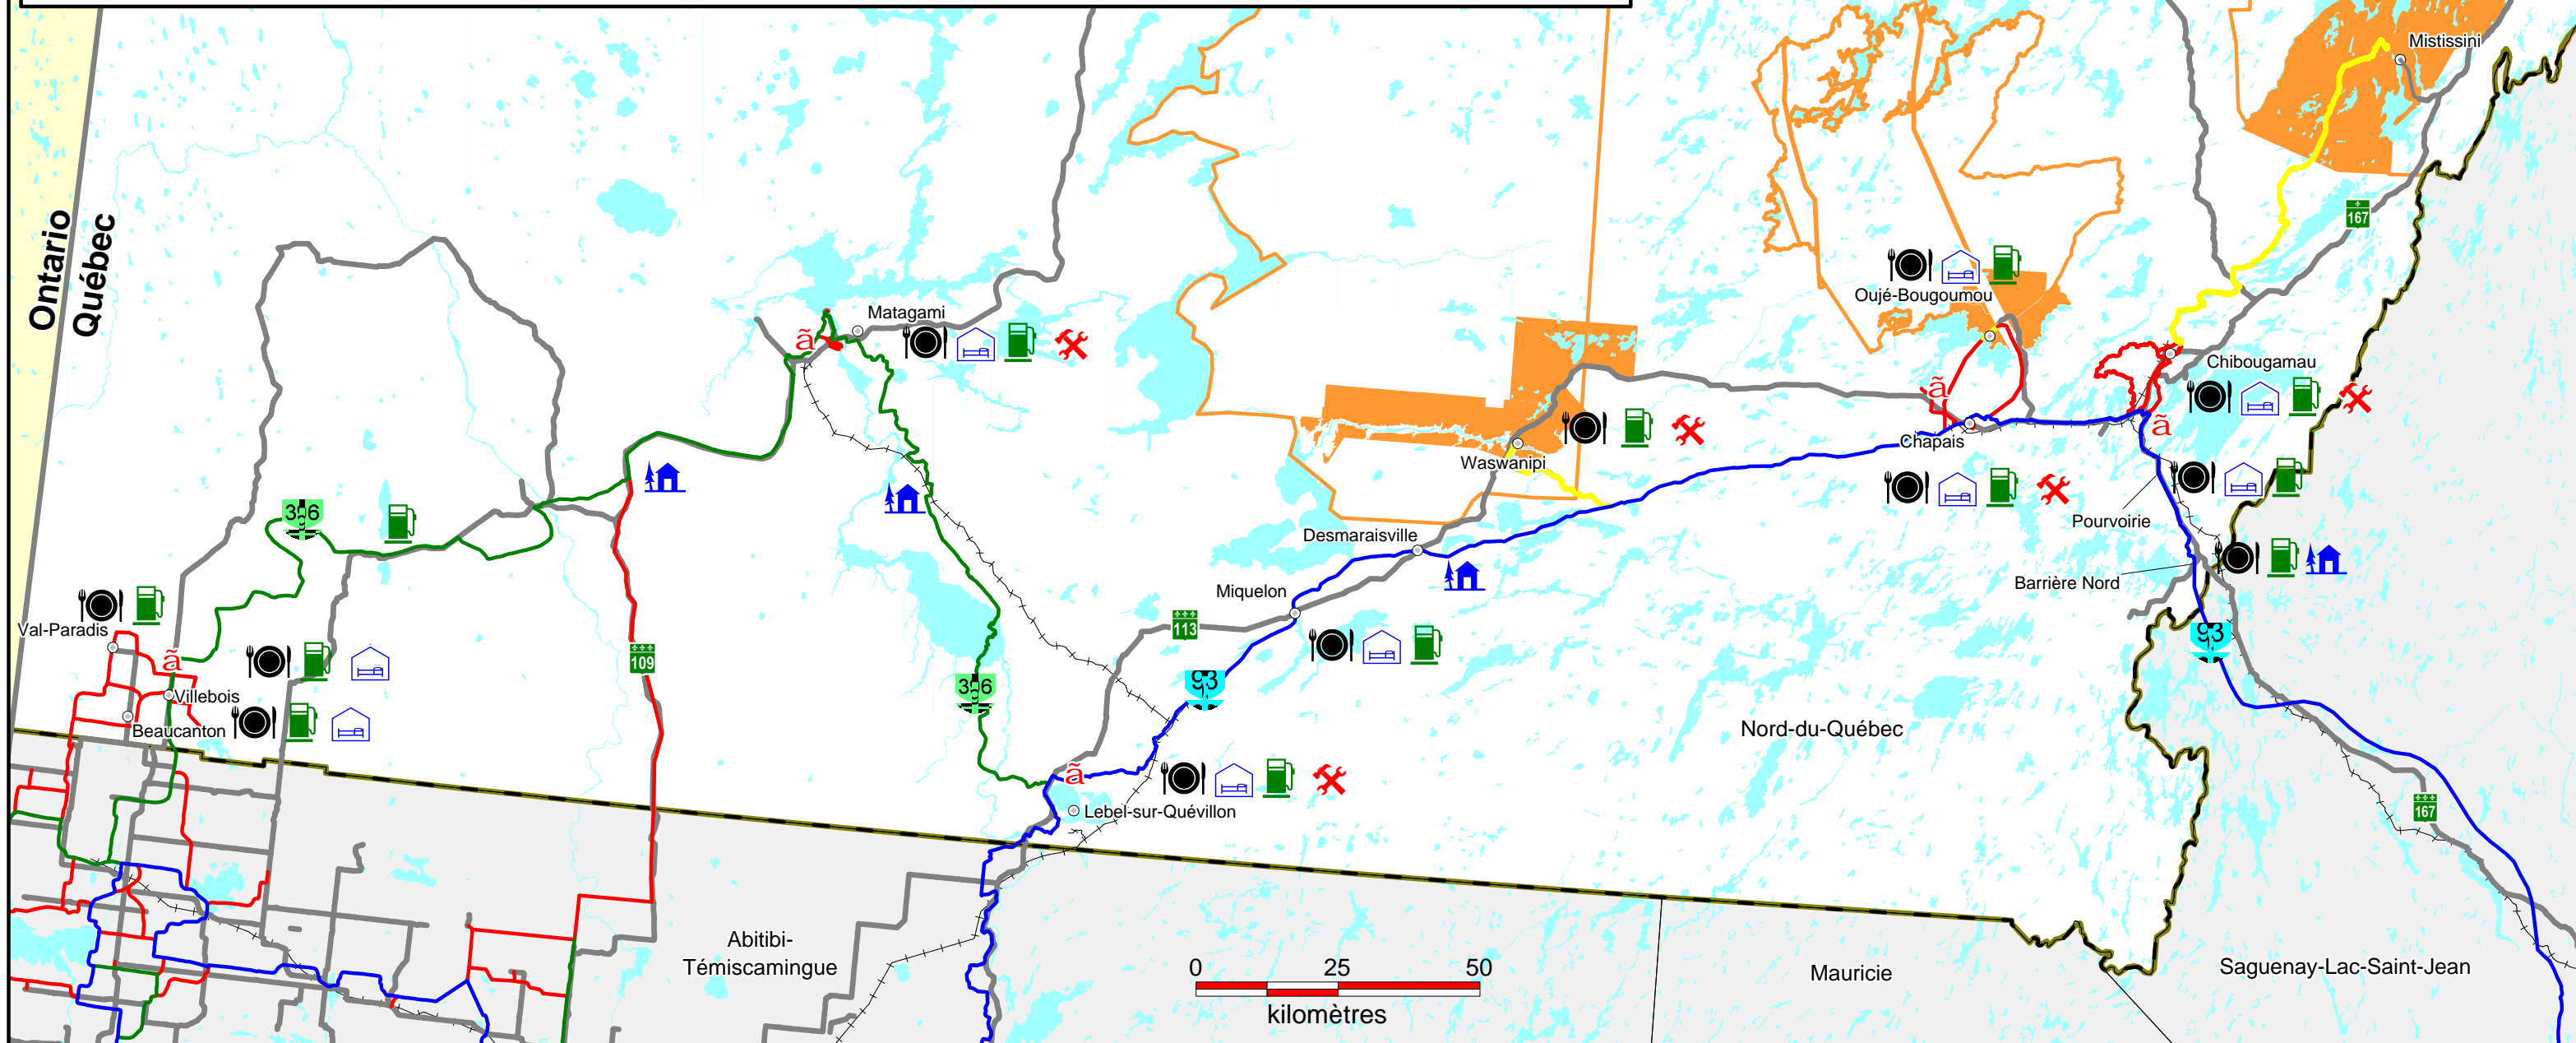 Mistissini
Ontario
Québec
167
Oujé-Bougoumou
Matagami
Chibougamau
Chapais
Waswanipi
Pourvoirie
Desmaraisville
Barrière Nord
Miquelon
Val-Paradis
113
109
93
93
Villebois
Beaucanton
Nord-du-Québec
Lebel-sur-Quévillon
167
Abitibi-
Témiscamingue
0 25 50
kilomètres
Mauricie
Saguenay-Lac-Saint-Jean
ã
ã
ã
ã
ã